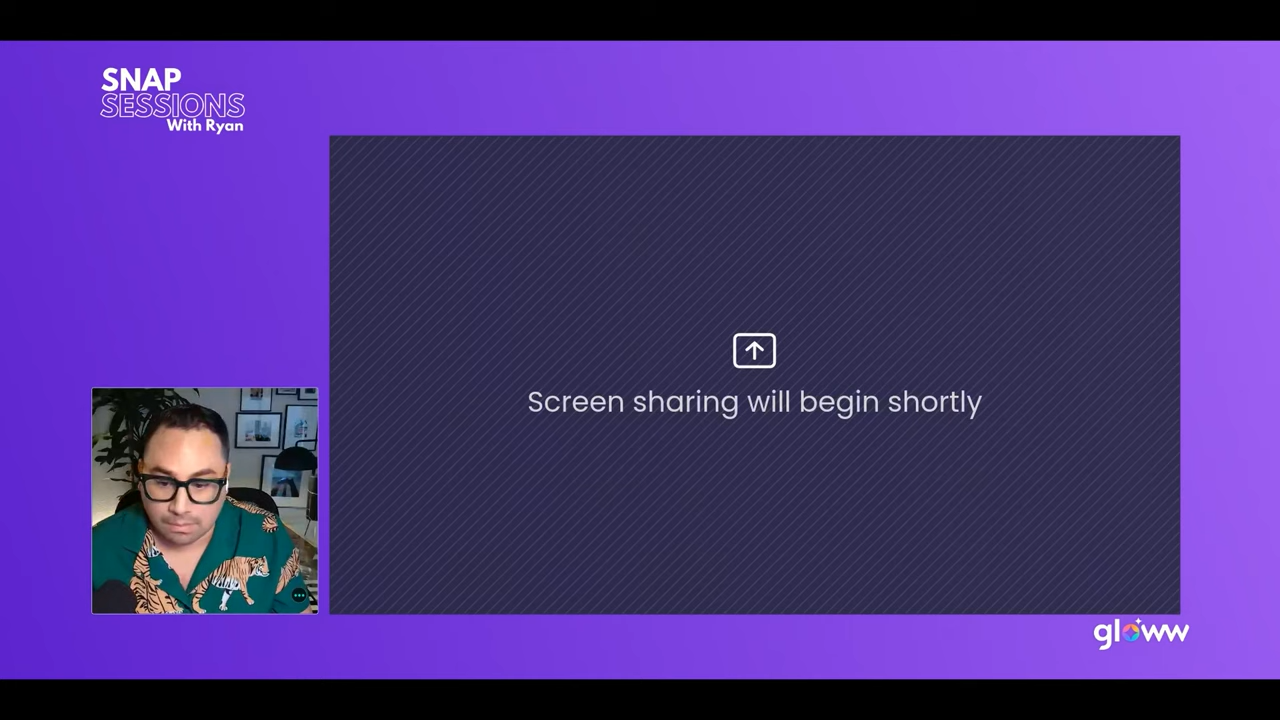 SNAP
SESSIONS
With Ryan
Screen sharing will begin shortly
gloww